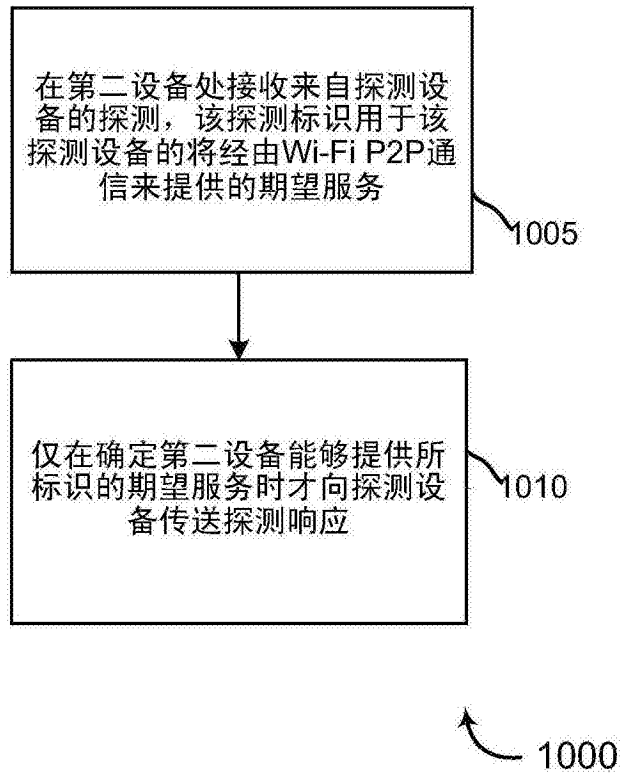 在第二设备处接收来自探测设
备的探测，该探测标识用于该
探测设备的将经由Wi-Fi P2P通
信来提供的期望服务
1005
仅在确定第二设备能够提供所
标识的期望服务时才向探测设
备传送探测响应
1010
1000